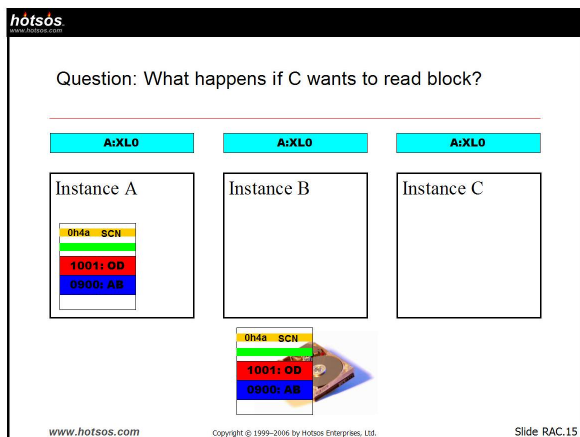 hotsos
www.hotsos.com
Question: What happens if C wants to read block?
A:XL0
A:XL0
A:XL0
Instance A
Instance B
Instance C
0h4a SCN
1001: OD
0900: AB
0h4a SCN
1001: OD
0900: AB
www.hotsos.com
Copyright © 1999–2006 by Hotsos Enterprises, Ltd.
Slide RAC.15